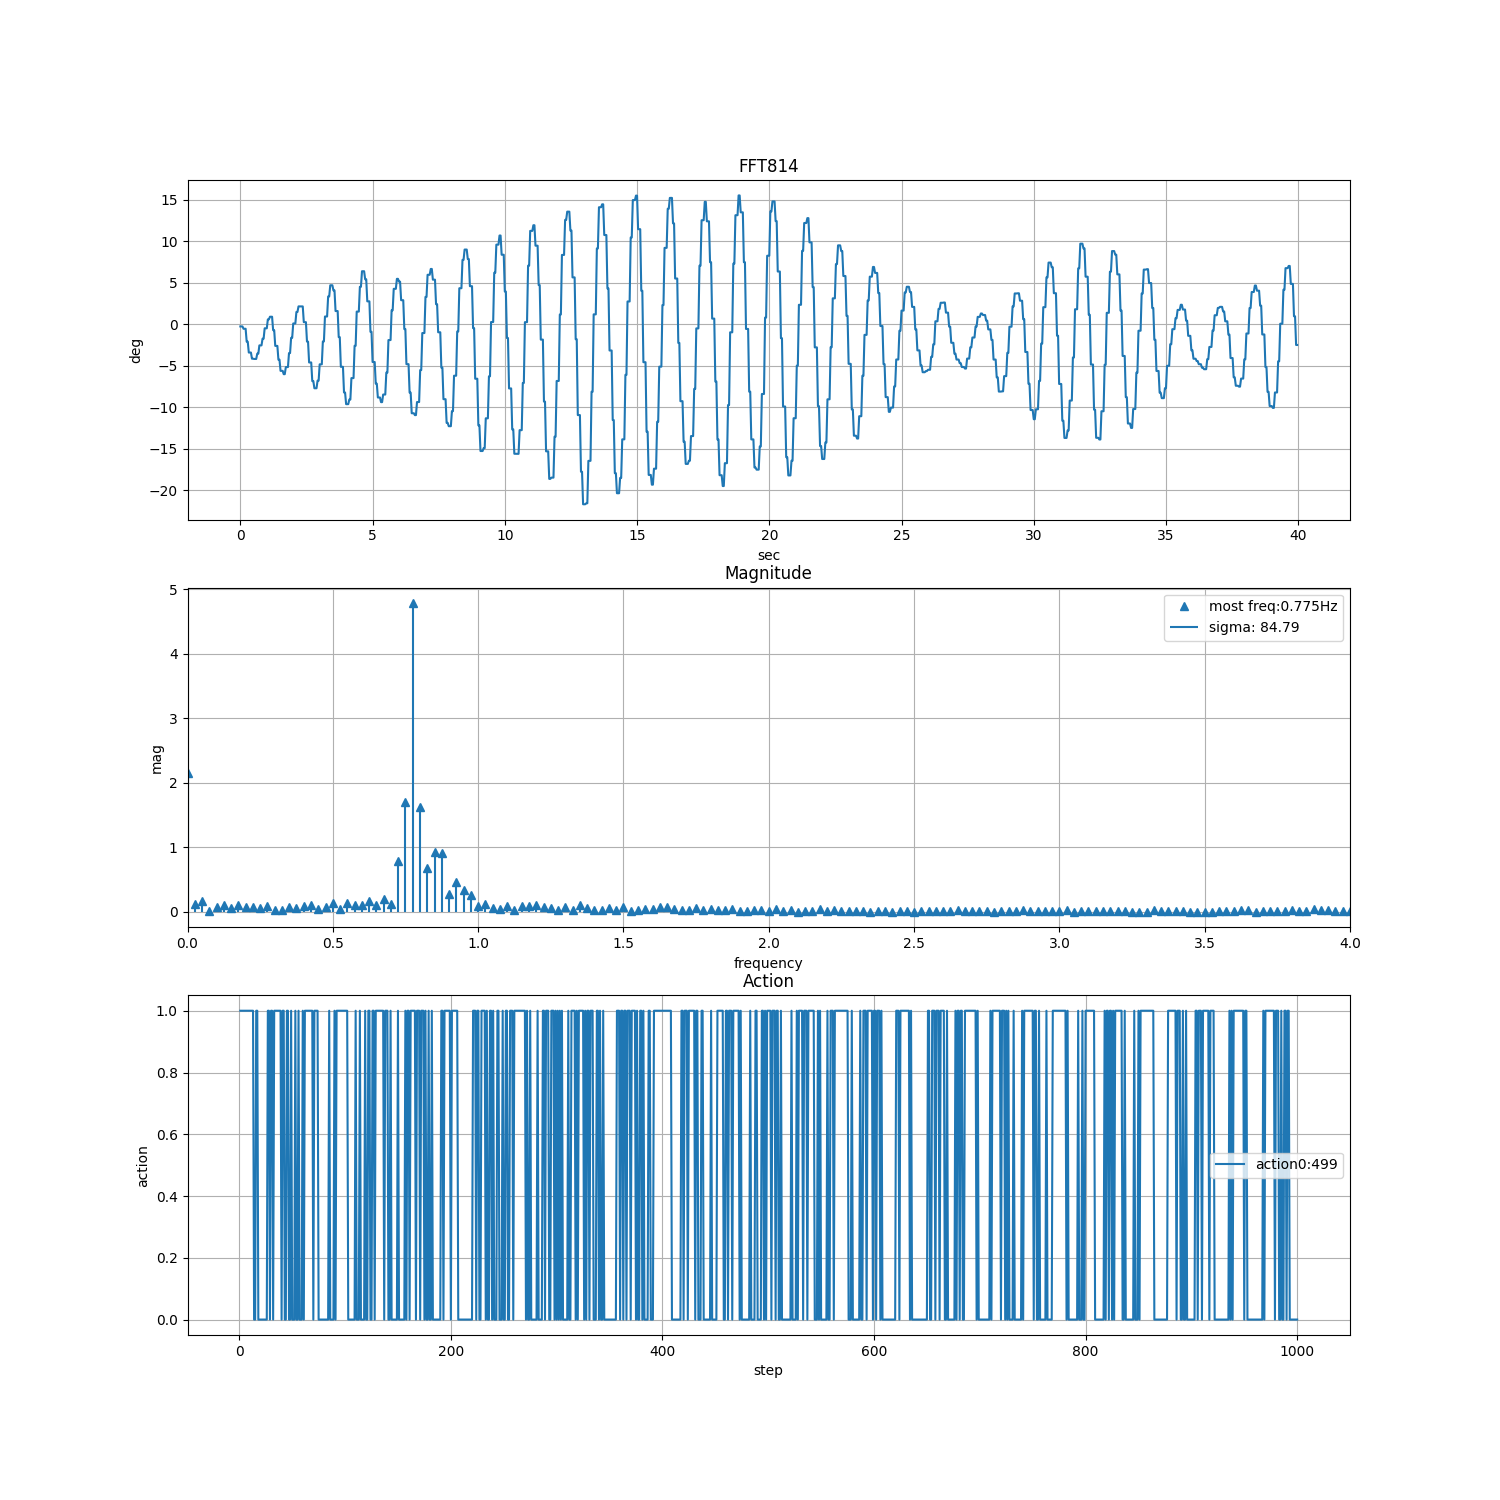 FFT814
15
10
5
0
−5
−10
−15
−20
deg
0 5 10 15 20 25 30 35 40
sec
Magnitude
5
4
3
2
1
0
mag
most freq:0.775Hz
sigma: 84.79
0.0 0.5 1.0 1.5 2.0 2.5 3.0 3.5 4.0
frequency
Action
1.0
0.8
0.6
0.4
0.2
0.0
action
action0:499
0 200 400 600 800 1000
step